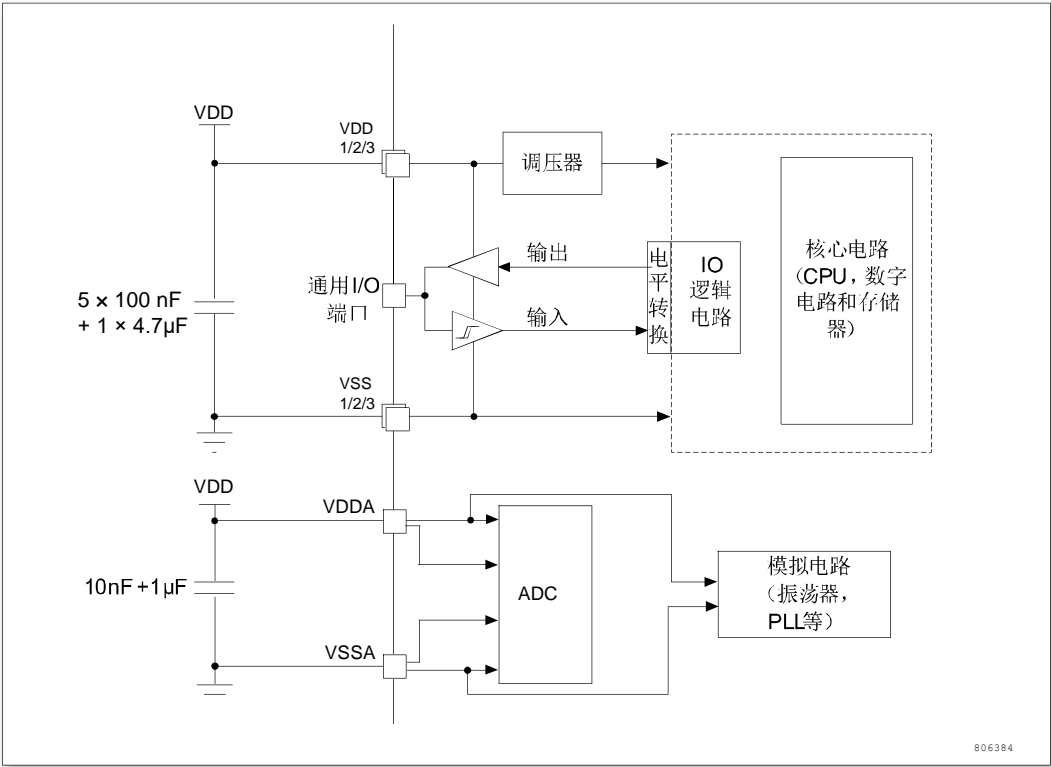 VDD
VDD
1/2/3
调压器
输出
电平转换
IO
逻辑
电路
核心电路
（CPU，数字
电路和存储
器）
通用I/O
端口
5 × 100 nF
+ 1 × 4.7µF
输入
VSS
1/2/3
VDD
VDDA
10nF+1µF
ADC
模拟电路
（振荡器，
PLL等）
VSSA
806384